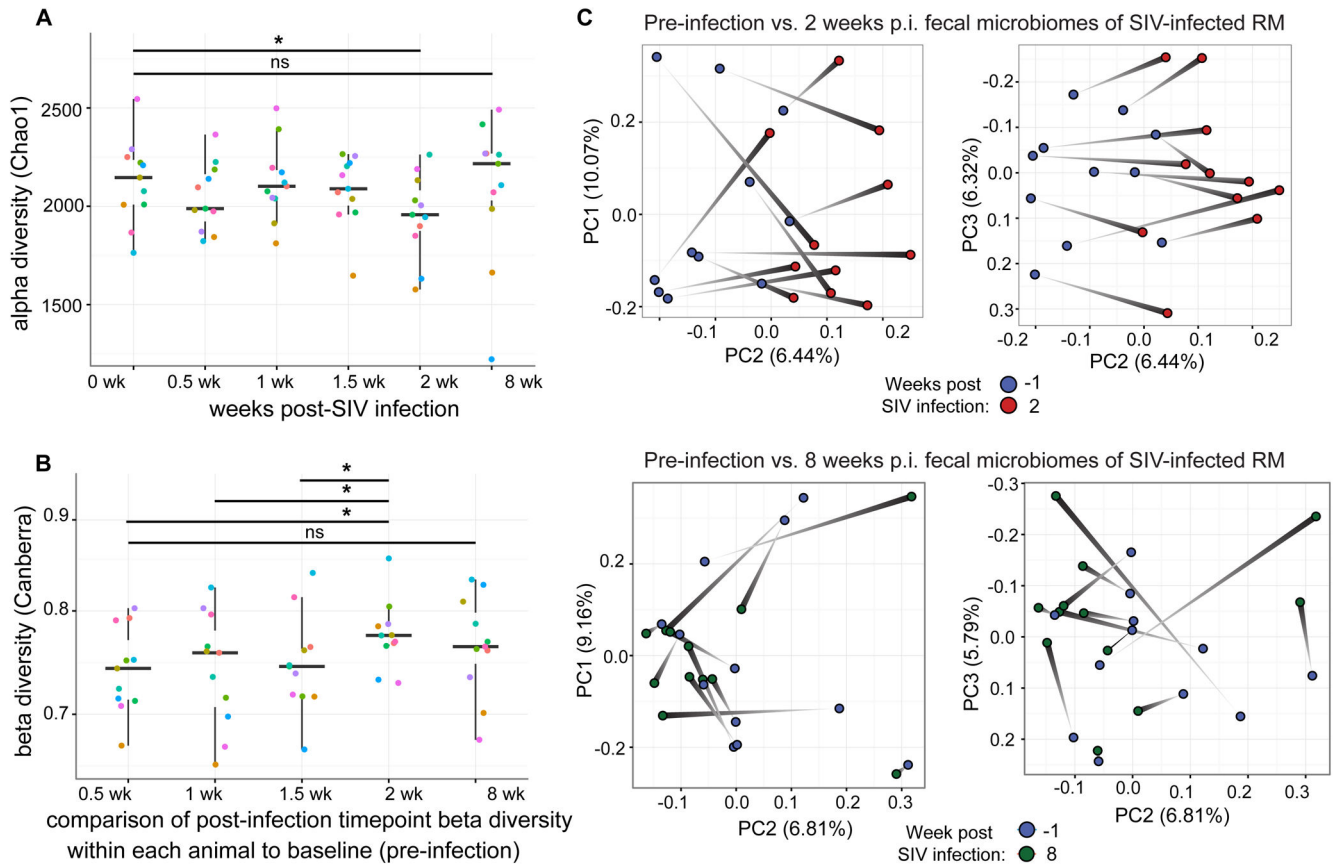 A
*
ns
2500
2000
1500
alpha diversity (Chao1)
0 wk 0.5 wk 1 wk 1.5 wk 2 wk 8 wk
weeks post-SIV infection
B
*
*
*
ns
0.9
0.8
0.7
beta diversity (Canberra)
0.5 wk 1 wk 1.5 wk 2 wk 8 wk
comparison of post-infection timepoint beta diversity
within each animal to baseline (pre-infection)
C
Pre-infection vs. 2 weeks p.i. fecal microbiomes of SIV-infected RM
0.2
0.0
-0.2
PC1 (10.07%)
-0.1 0.0 0.1 0.2
PC2 (6.44%)
-0.2
-0.1
0.0
0.1
0.2
0.3
PC3 (6.32%)
-0.2 -0.1 0.0 0.1 0.2
PC2 (6.44%)
Weeks post -1
SIV infection: 2
Pre-infection vs. 8 weeks p.i. fecal microbiomes of SIV-infected RM
0.2
0.0
-0.2
PC1 (9.16%)
-0.1 0.0 0.1 0.2 0.3
PC2 (6.81%)
-0.3
-0.2
-0.1
0.0
0.1
0.2
PC3 (5.79%)
-0.1 0.0 0.1 0.2 0.3
PC2 (6.81%)
Week post -1
SIV infection: 8